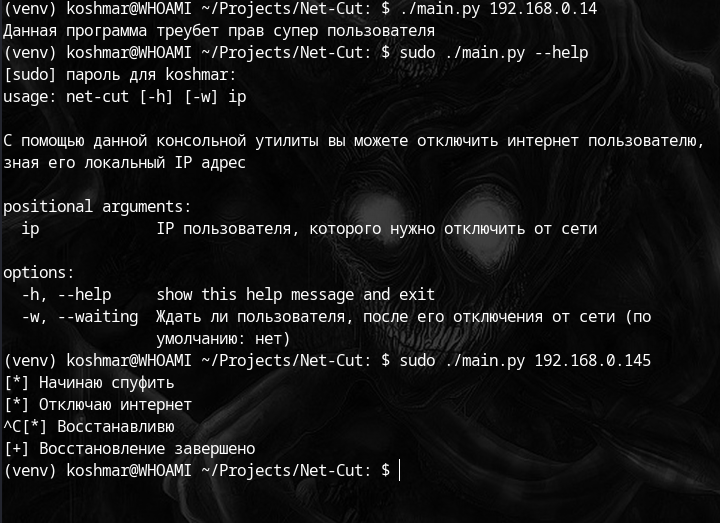 (venv) koshmar@WHOAMI ~/Projects/Net-Cut: $ ./main.py 192.168.0.14
Данная программа треубет прав супер пользователя
(venv) koshmar@WHOAMI ~/Projects/Net-Cut: $ sudo ./main.py --help
[sudo] пароль для koshmar:
usage: net-cut [-h] [-w] ip
С помощью данной консольной утилиты вы можете отключить интернет пользователю,
зная его локальный IP адрес
positional arguments:
ip IP пользователя, которого нужно отключить от сети
options:
-h, --help show this help message and exit
-w, --waiting Ждать ли пользователя, после его отключения от сети (по
умолчанию: нет)
(venv) koshmar@WHOAMI ~/Projects/Net-Cut: $ sudo ./main.py 192.168.0.145
[*] Начинаю спуфить
[*] Отключаю интернет
^C[*] Восстанавливю
[+] Восстановление завершено
(venv) koshmar@WHOAMI ~/Projects/Net-Cut: $